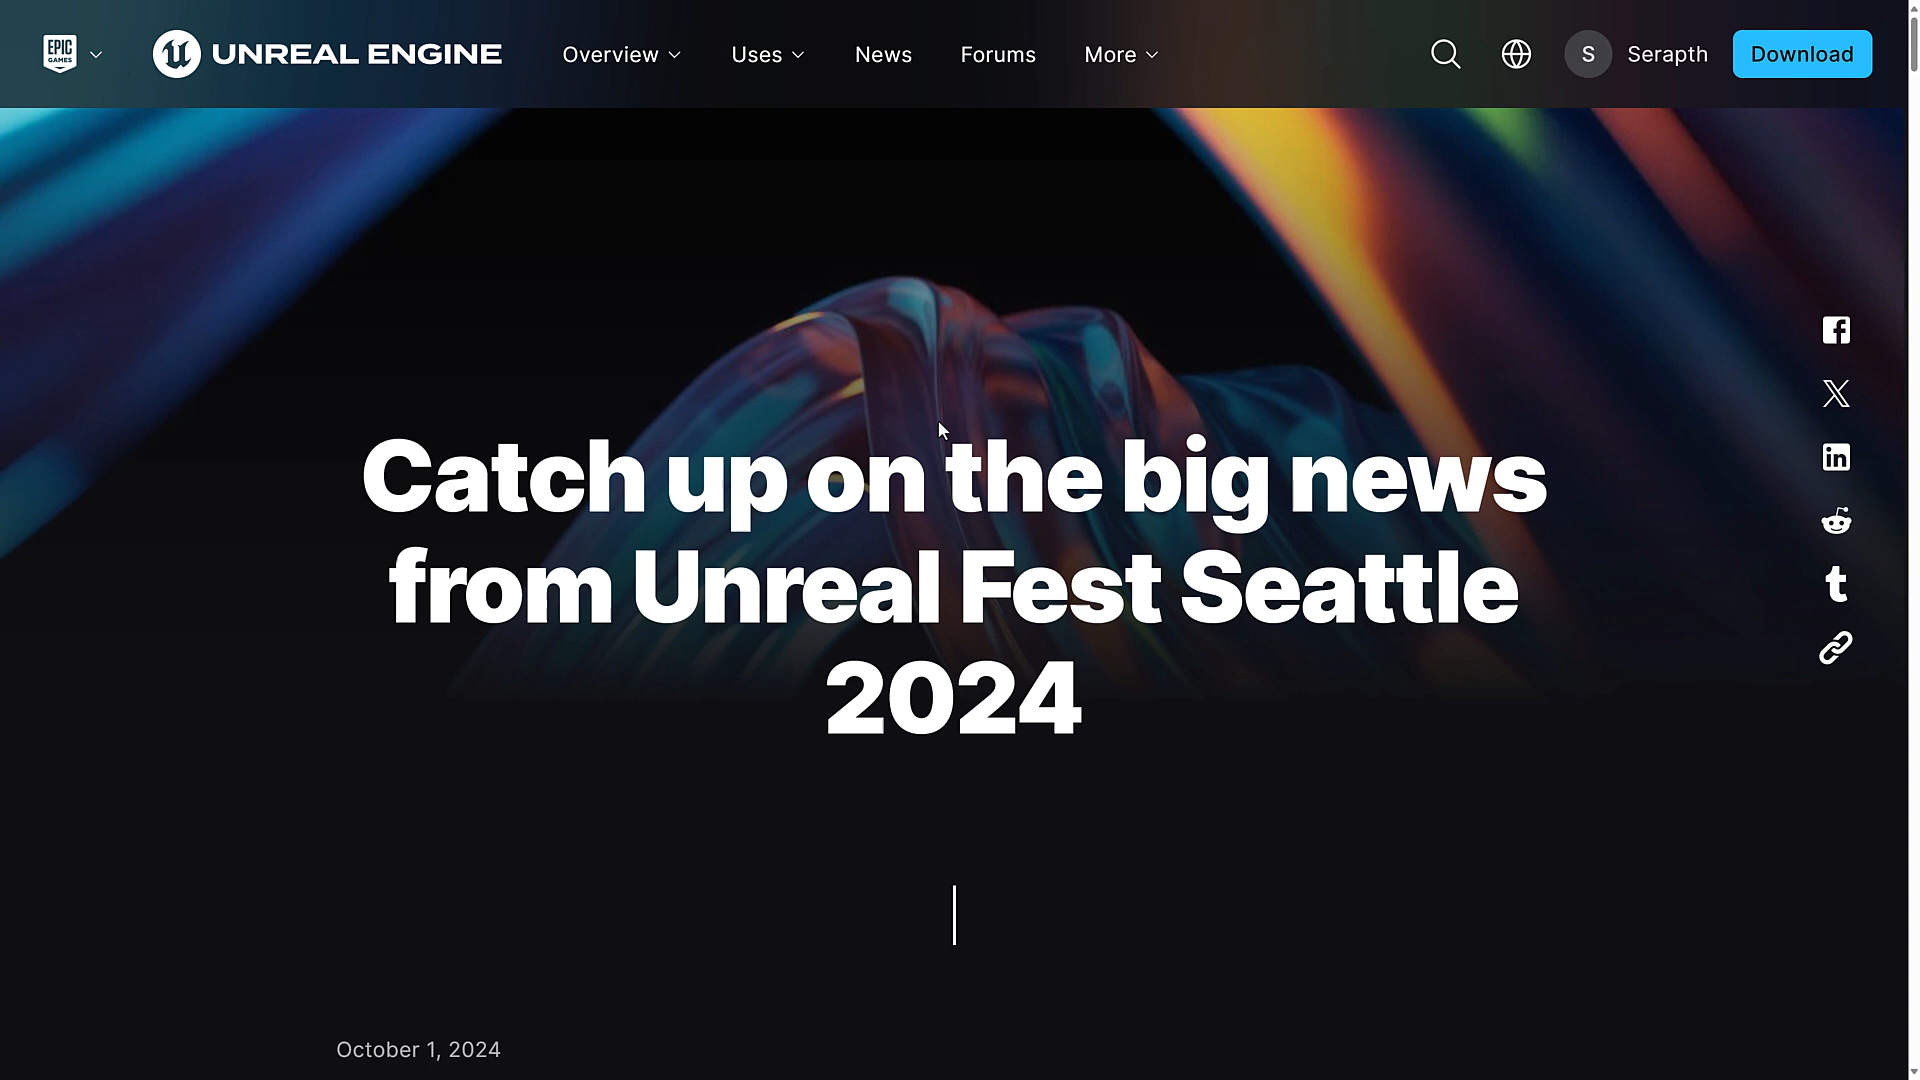 EPIC
GAMES
UNREAL ENGINE
Overview
Uses
News
Forums
More
S
Serapth
Download
Catch up on the big news
from Unreal Fest Seattle
2024
October 1, 2024